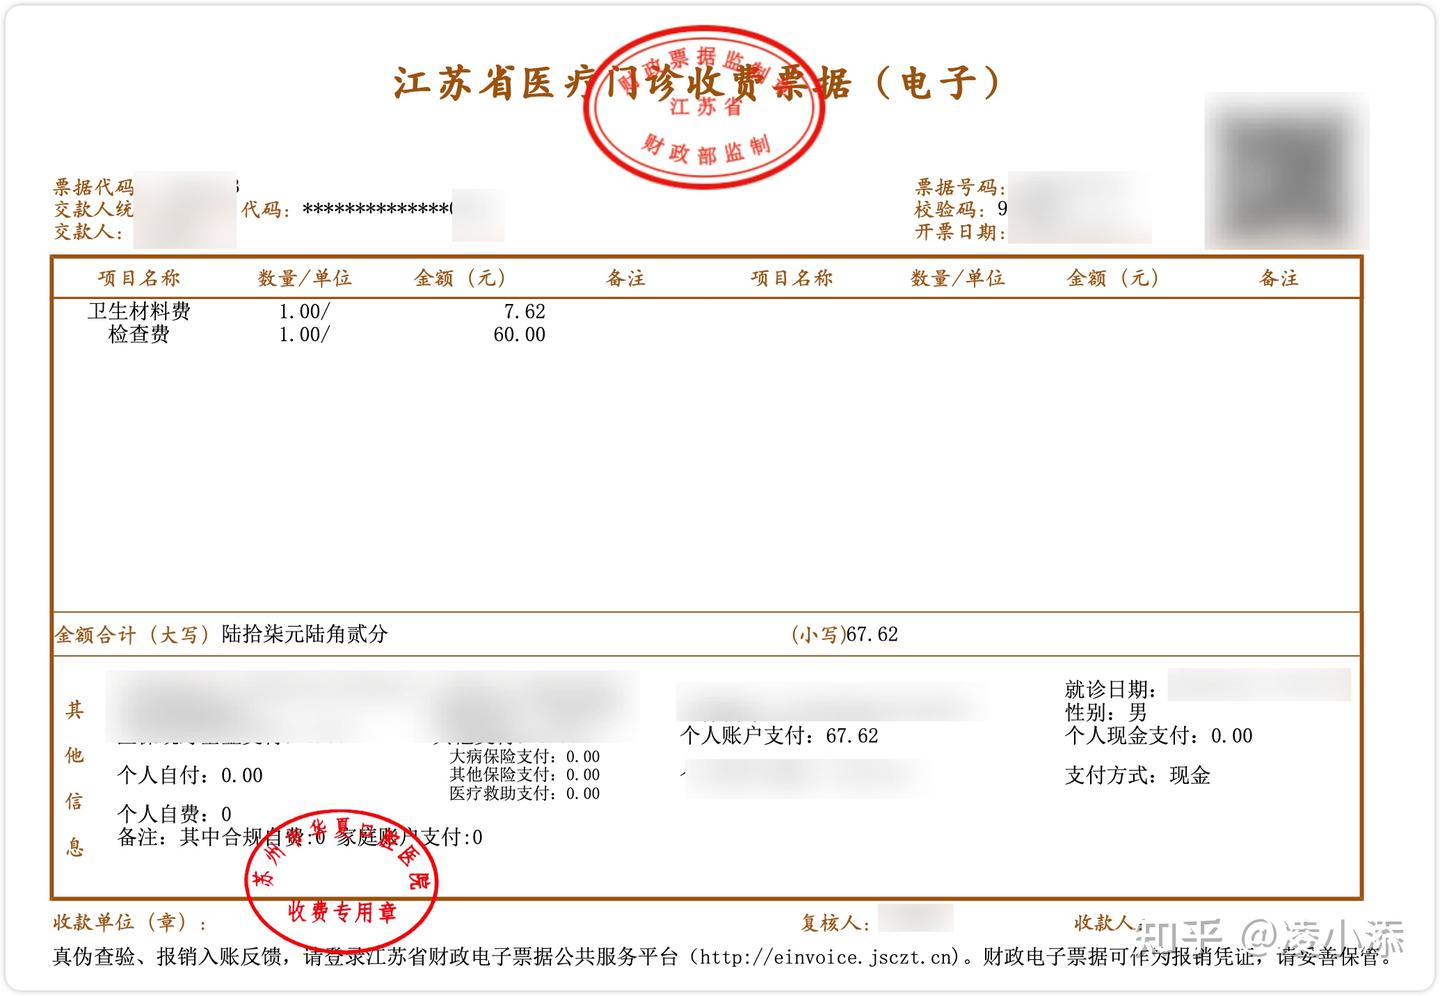 江苏省医疗门诊收费票据（电子）
财政票据监制章
江苏省
财政部监制
票据代码
票据号码：
交款人统
代码：**************
校验码：9
交款人：
开票日期：
项目名称 数量/单位 金额（元） 备注 项目名称 数量/单位 金额（元） 备注
卫生材料费 1.00/ 7.62
检查费 1.00/ 60.00
金额合计（大写）陆拾柒元陆角贰分 (小写)67.62
其他信息
就诊日期：
性别：男
个人账户支付：67.62 个人现金支付：0.00
大病保险支付：0.00
个人自付：0.00 其他保险支付：0.00 支付方式：现金
医疗救助支付：0.00
个人自费：0
备注：其中合规自费:0 家庭账户支付:0
华夏口腔医院
收费专用章
收款单位（章）： 复核人： 收款人：
知乎 @凌小添
真伪查验、报销入账反馈，请登录江苏省财政电子票据公共服务平台（http://einvoice.jsczt.cn）。财政电子票据可作为报销凭证，请妥善保管。